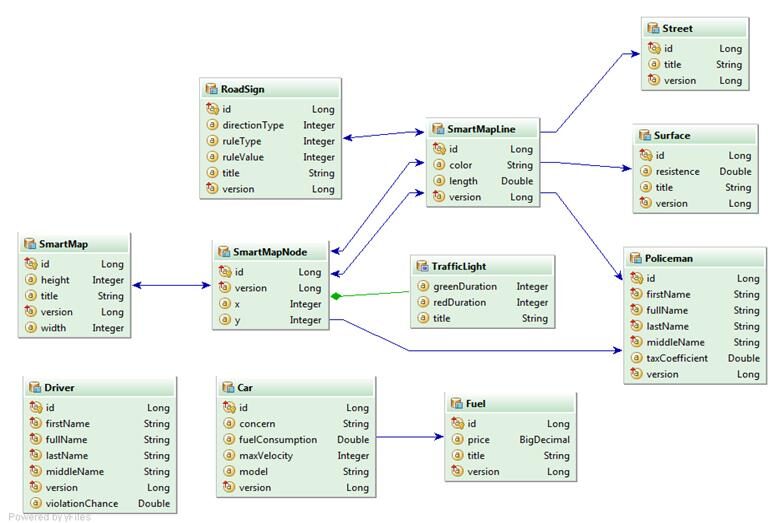 Street
id Long
title String
version Long
RoadSign
id Long
directionType Integer
ruleType Integer
ruleValue Integer
title String
version Long
SmartMapLine
id Long
color String
length Double
version Long
Surface
id Long
resistence Double
title String
version Long
SmartMap
id Long
height Integer
title String
version Long
width Integer
SmartMapNode
id Long
version Long
x Integer
y Integer
TrafficLight
greenDuration Integer
redDuration Integer
title String
Policeman
id Long
firstName String
fullName String
lastName String
middleName String
taxCoefficient Double
version Long
Driver
id Long
firstName String
fullName String
lastName String
middleName String
version Long
violationChance Double
Car
id Long
concern String
fuelConsumption Double
maxVelocity Integer
model String
version Long
Fuel
id Long
price BigDecimal
title String
version Long
Powered by yFiles